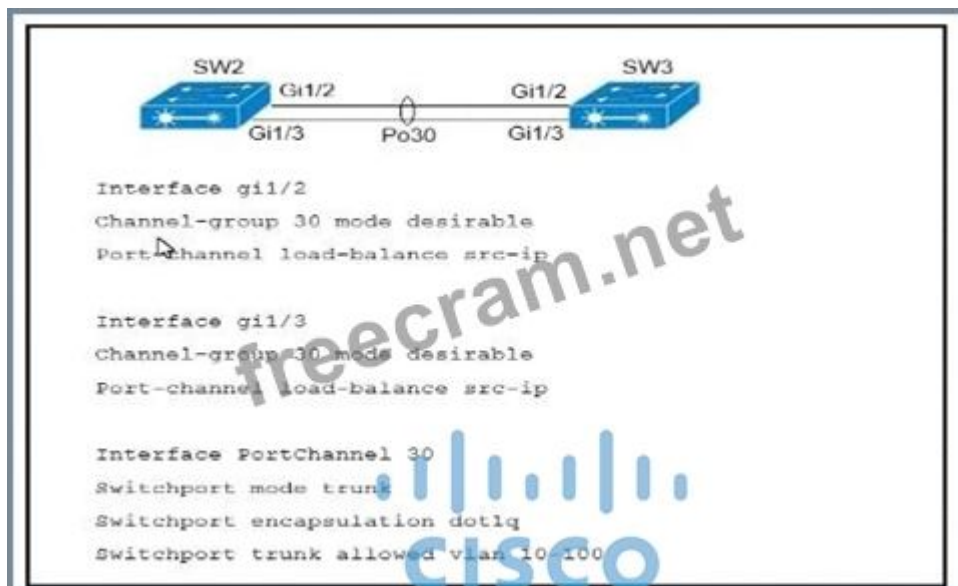 SW2
SW3
Gi1/2
Gi1/2
Gi1/3
Po30
Gi1/3
Interface gi1/2
Channel-group 30 mode desirable
Port-channel load-balance src-ip
Interface gi1/3
Channel-group 30 mode desirable
Port-channel load-balance src-ip
Interface PortChannel 30
Switchport mode trunk
Switchport encapsulation dot1q
Switchport trunk allowed vlan 10-100
freecram.net
CISCO